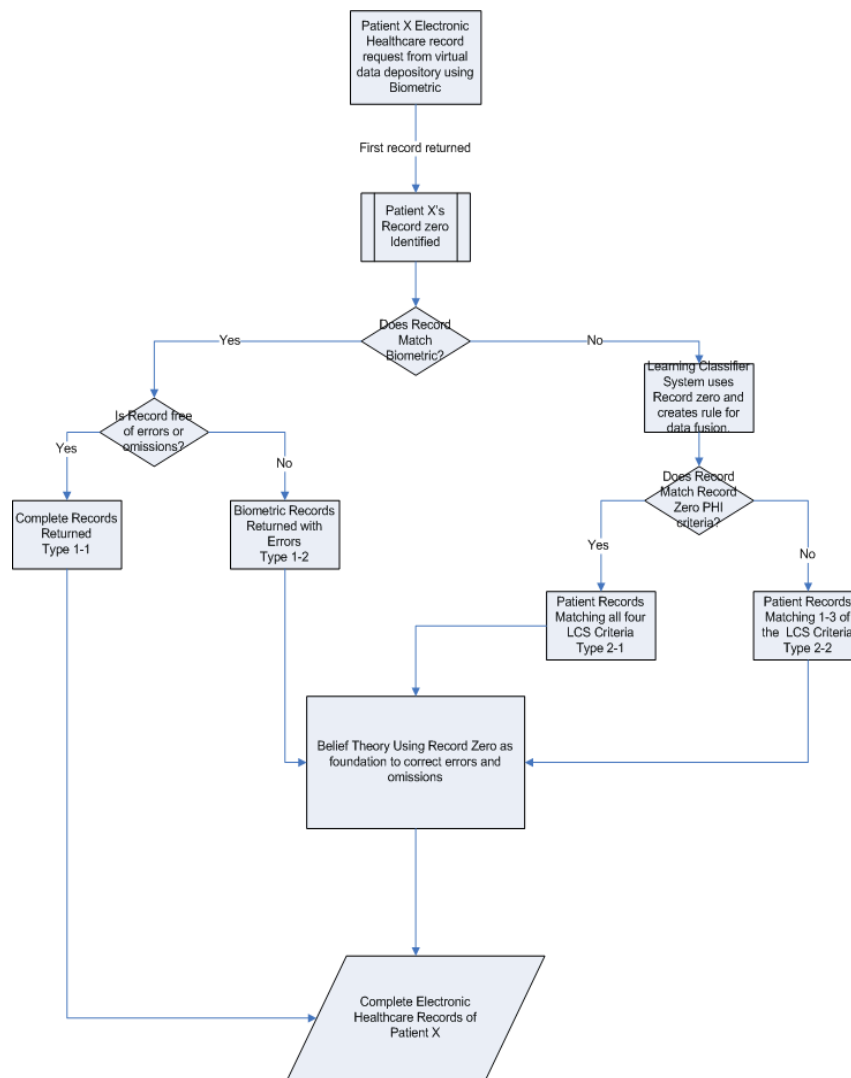 Patient X Electronic
Healthcare record
request from virtual
data depository using
Biometric
First record returned
Patient X's
Record zero
Identified
Does Record
Match
Biometric?
Yes
No
Learning Classifier
System uses
Record zero and
creates rule for
data fusion.
Is Record free
of errors or
omissions?
Yes
No
Does Record
Match Record
Zero PHI
criteria?
Complete Records
Returned
Type 1-1
Biometric Records
Returned with
Errors
Type 1-2
Yes
No
Patient Records
Matching all four
LCS Criteria
Type 2-1
Patient Records
Matching 1-3 of
the LCS Criteria
Type 2-2
Belief Theory Using Record Zero as
foundation to correct errors and
omissions
Complete Electronic
Healthcare Records of
Patient X